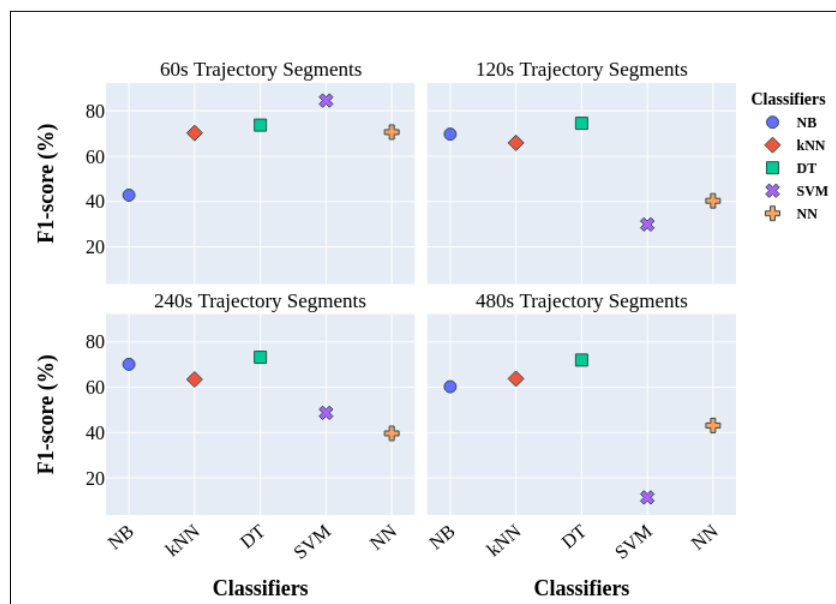 60s Trajectory Segments
120s Trajectory Segments
F1-score (%)
80
60
40
20
Classifiers
NB
kNN
DT
SVM
NN
240s Trajectory Segments
480s Trajectory Segments
F1-score (%)
80
60
40
20
NB
kNN
DT
SVM
NN
NB
kNN
DT
SVM
NN
Classifiers
Classifiers